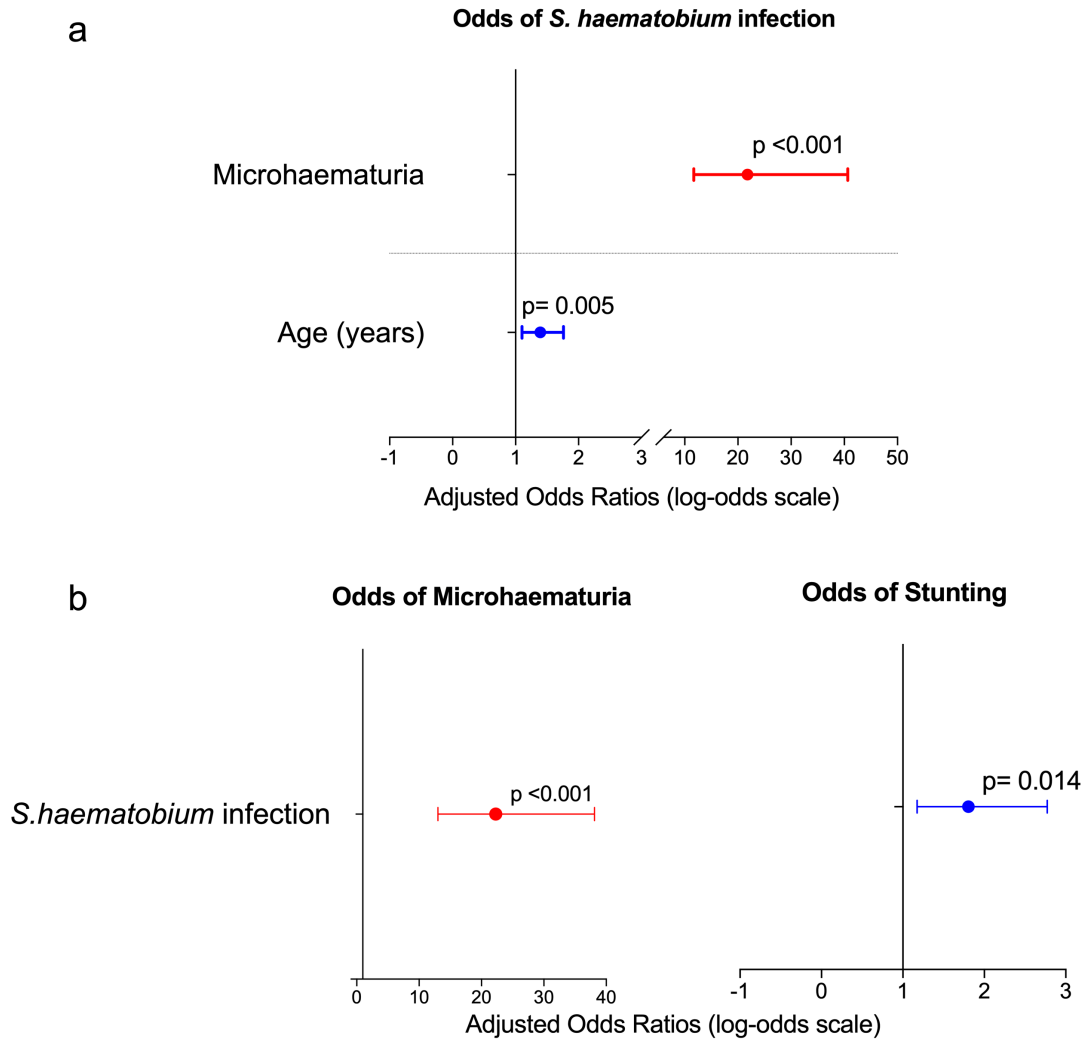 a
Odds of S. haematobium infection
p <0.001
Microhaematuria
p= 0.005
Age (years)
-1 0 1 2 3 10 20 30 40 50
Adjusted Odds Ratios (log-odds scale)
b
Odds of Microhaematuria
Odds of Stunting
p <0.001
p= 0.014
S.haematobium infection
0 10 20 30 40
-1 0 1 2 3
Adjusted Odds Ratios (log-odds scale)